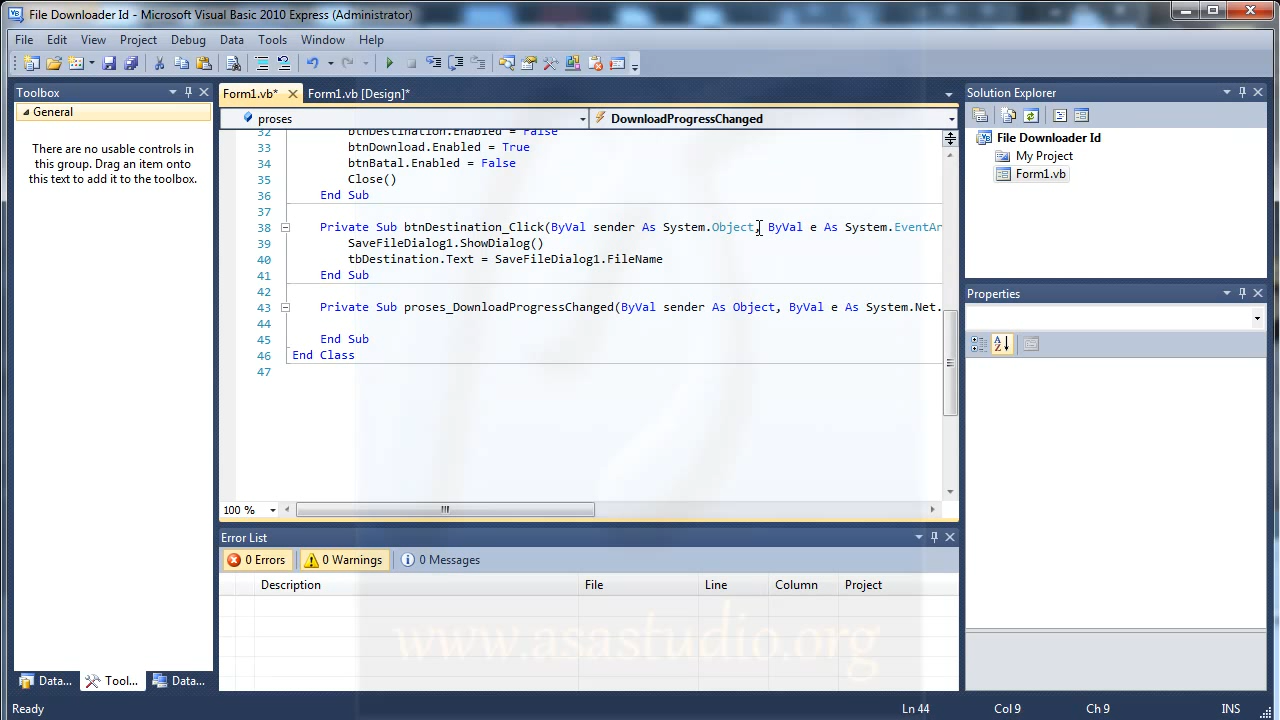 File Downloader Id - Microsoft Visual Basic 2010 Express (Administrator)
File Edit View Project Debug Data Tools Window Help
Toolbox
General
There are no usable controls in
this group. Drag an item onto
this text to add it to the toolbox.
Data... Tool... Data...
Form1.vb* Form1.vb [Design]*
proses DownloadProgressChanged
32 btnDestination.Enabled = False
33 btnDownload.Enabled = True
34 btnBatal.Enabled = False
35 Close()
36 End Sub
37
38 Private Sub btnDestination_Click(ByVal sender As System.Object, ByVal e As System.EventAr
39 SaveFileDialog1.ShowDialog()
40 tbDestination.Text = SaveFileDialog1.FileName
41 End Sub
42
43 Private Sub proses_DownloadProgressChanged(ByVal sender As Object, ByVal e As System.Net.
44
45 End Sub
46 End Class
47
100 %
Error List
0 Errors 0 Warnings 0 Messages
Description File Line Column Project
www.asastudio.org
Solution Explorer
File Downloader Id
My Project
Form1.vb
Properties
Ready Ln 44 Col 9 Ch 9 INS